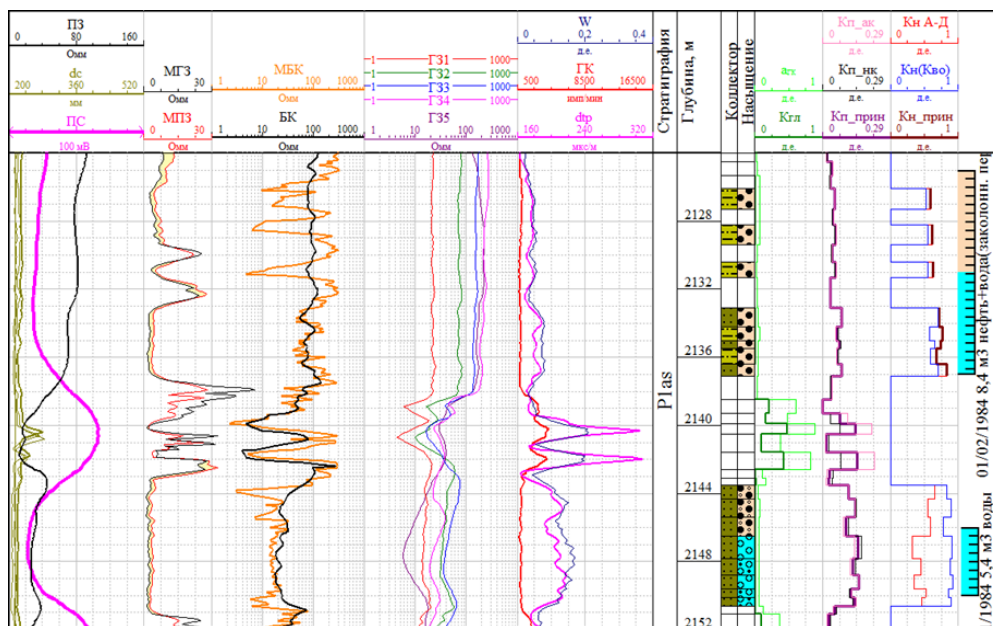 ПЗ
0 80 160
Омм
dc
200 360 520
мм
ПС
100 мВ
МГЗ
0 30
Омм
МПЗ
0 30
Омм
МБК
1 10 100 1000
Омм
БК
1 10 100 1000
Омм
1 ГЗ1 1000
1 ГЗ2 1000
1 ГЗ3 1000
1 ГЗ4 1000
ГЗ5
1 10 100 1000
Омм
W
0 0,2 0,4
д.е.
ГК
500 8500 16500
имп/мин
dtp
160 240 320
мкс/м
Стратиграфия
Глубина, м
Коллектор
Насыщение
aгк
0 1
д.е.
Кгл
0 1
д.е.
Кп_ак
0 0.29
д.е.
Кп_нк
0 0.29
Кп_прин
0 0.29
д.е.
Кн А-Д
0 1
д.е.
Кн(Кво)
0 1
д.е.
Кн_прин
0 1
д.е.
2128
2132
2136
2140
2144
2148
2152
P1as
01/02/1984 8,4 м3 нефть+вода(заколонн. пер
/1984 5,4 м3 воды